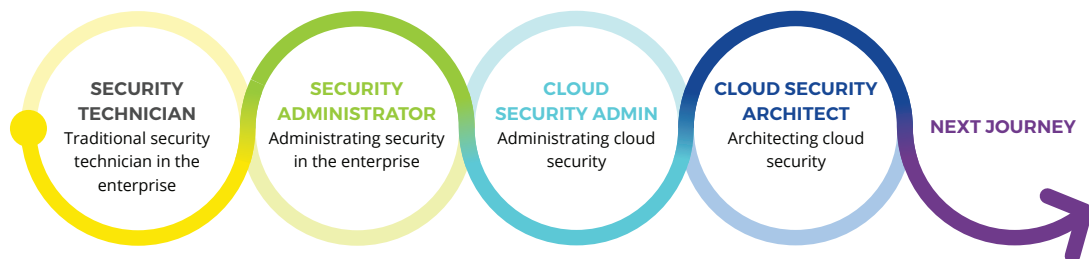 SECURITY
TECHNICIAN
Traditional security
technician in the
enterprise
SECURITY
ADMINISTRATOR
Administrating security
in the enterprise
CLOUD
SECURITY ADMIN
Administrating cloud
security
CLOUD SECURITY
ARCHITECT
Architecting cloud
security
NEXT JOURNEY